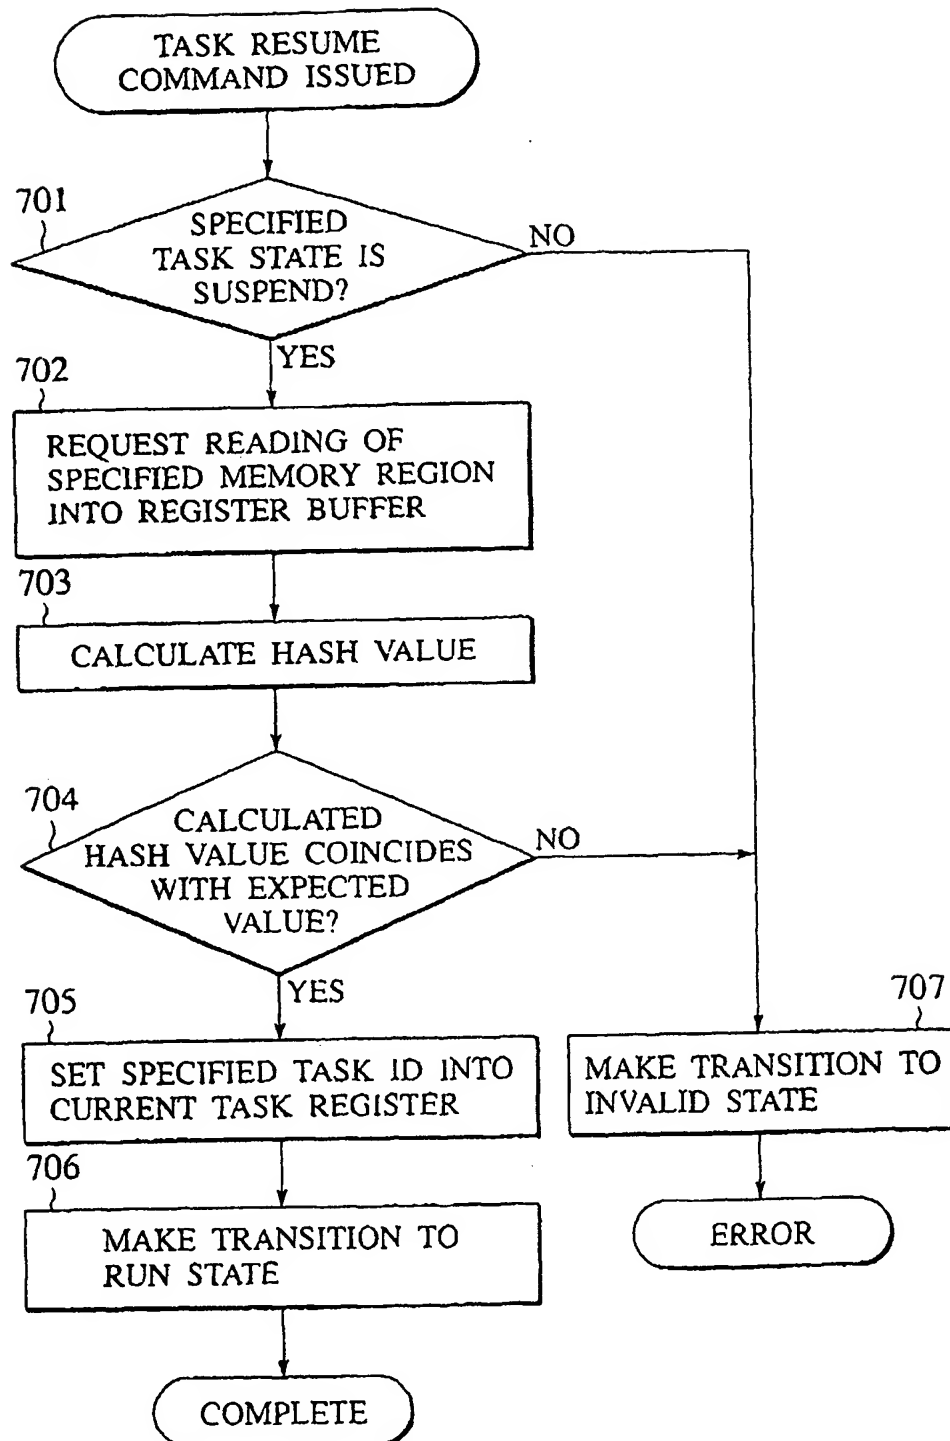 TASK RESUME
COMMAND ISSUED
701
SPECIFIED
TASK STATE IS
SUSPEND?
NO
YES
702
REQUEST READING OF
SPECIFIED MEMORY REGION
INTO REGISTER BUFFER
703
CALCULATE HASH VALUE
704
CALCULATED
HASH VALUE COINCIDES
WITH EXPECTED
VALUE?
NO
YES
705
SET SPECIFIED TASK ID INTO
CURRENT TASK REGISTER
707
MAKE TRANSITION TO
INVALID STATE
706
MAKE TRANSITION TO
RUN STATE
ERROR
COMPLETE